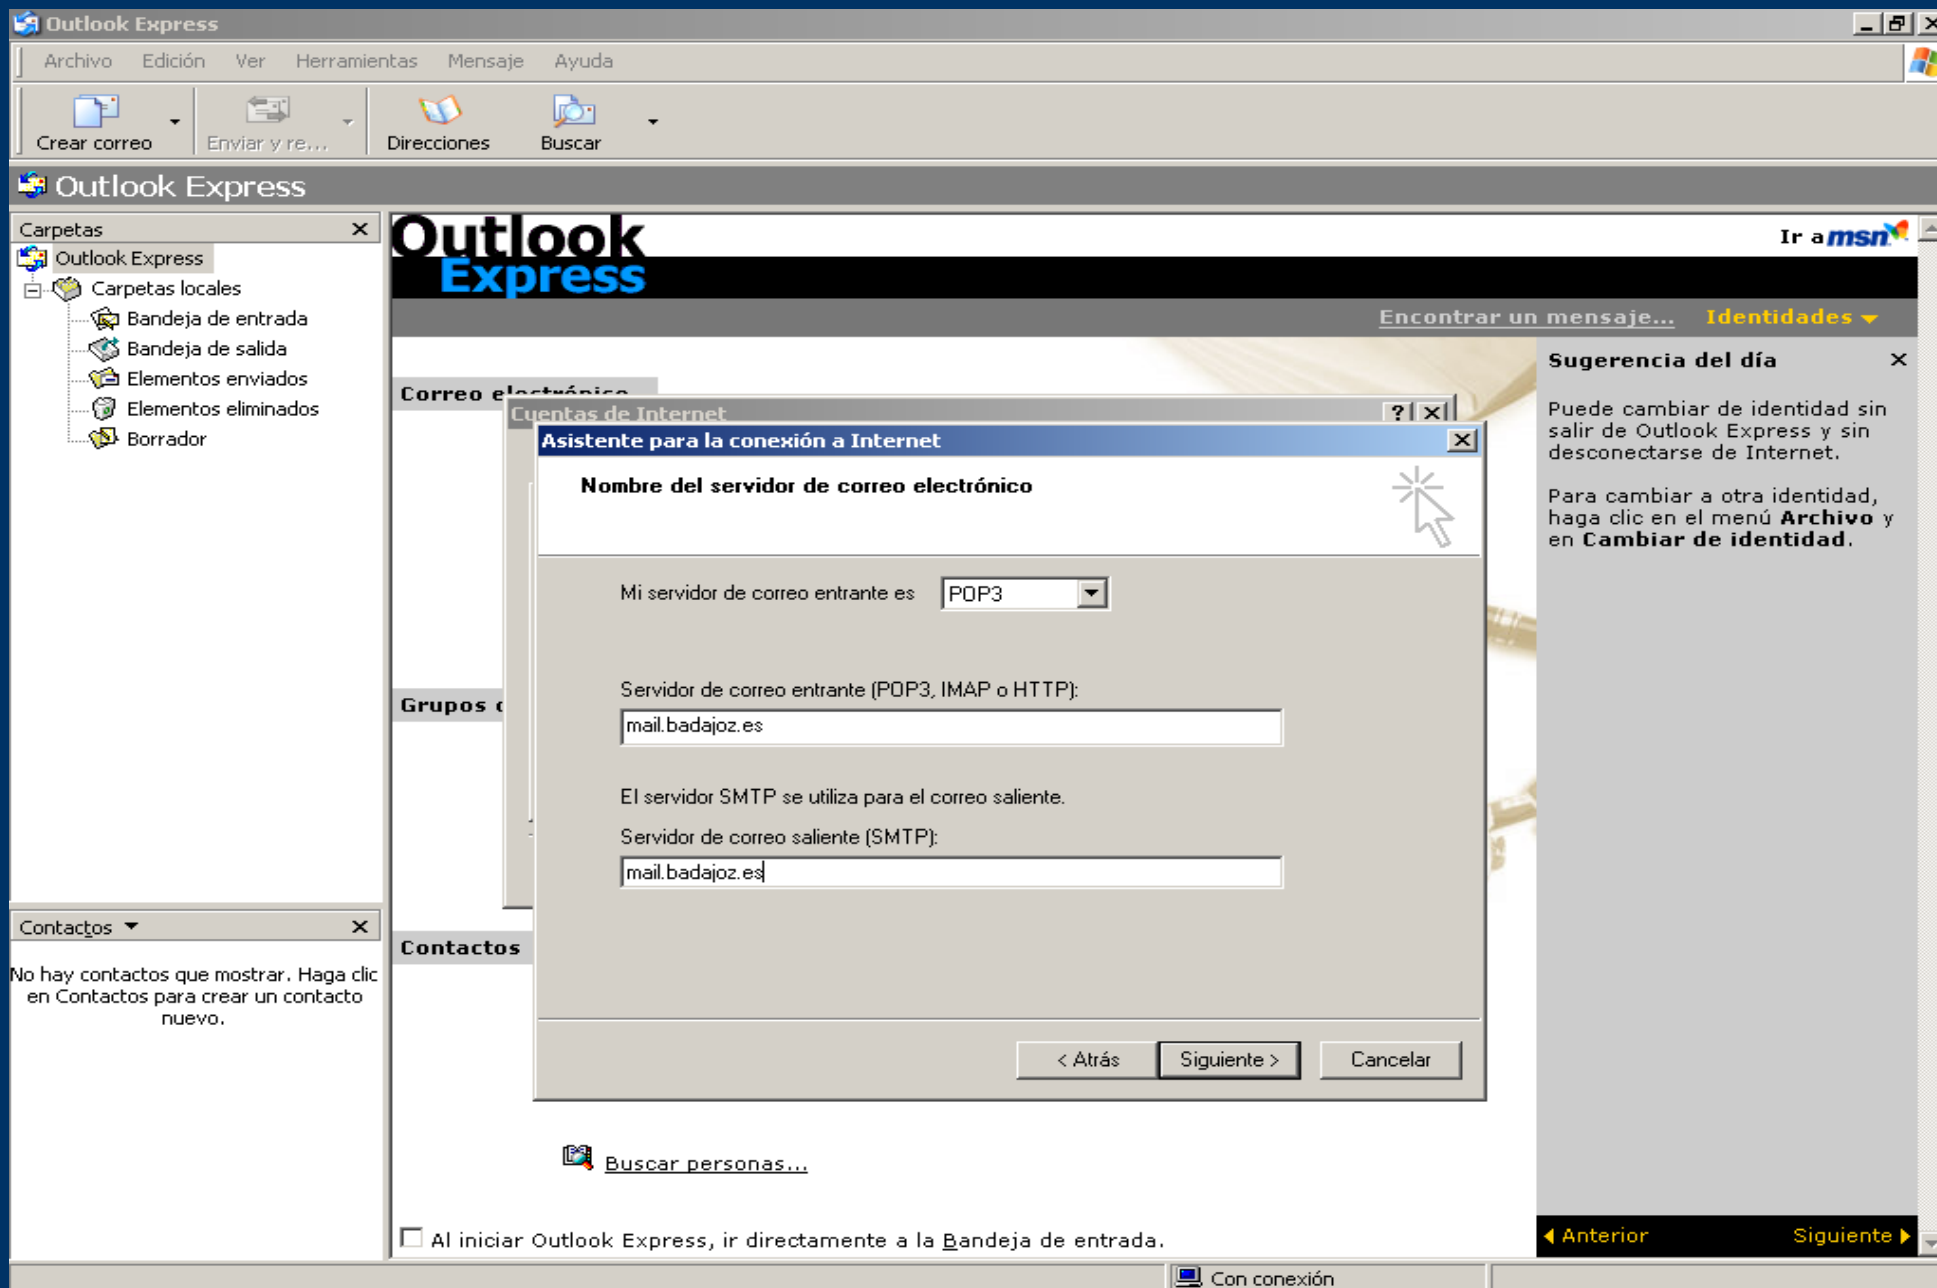 Outlook Express
Archivo Edición Ver Herramientas Mensaje Ayuda
Crear correo Enviar y re... Direcciones Buscar
Outlook Express
Carpetas
Outlook Express
Carpetas locales
Bandeja de entrada
Bandeja de salida
Elementos enviados
Elementos eliminados
Borrador
Contactos
No hay contactos que mostrar. Haga clic
en Contactos para crear un contacto
nuevo.
Outlook
Express
Ir a msn
Encontrar un mensaje... Identidades
Correo electrónico
Grupos
Contactos
Cuentas de Internet
Asistente para la conexión a Internet
Nombre del servidor de correo electrónico
Mi servidor de correo entrante es POP3
Servidor de correo entrante (POP3, IMAP o HTTP):
mail.badajoz.es
El servidor SMTP se utiliza para el correo saliente.
Servidor de correo saliente (SMTP):
mail.badajoz.es
< Atrás Siguiente > Cancelar
Buscar personas...
Al iniciar Outlook Express, ir directamente a la Bandeja de entrada.
Sugerencia del día
Puede cambiar de identidad sin
salir de Outlook Express y sin
desconectarse de Internet.
Para cambiar a otra identidad,
haga clic en el menú Archivo y
en Cambiar de identidad.
Anterior Siguiente
Con conexión